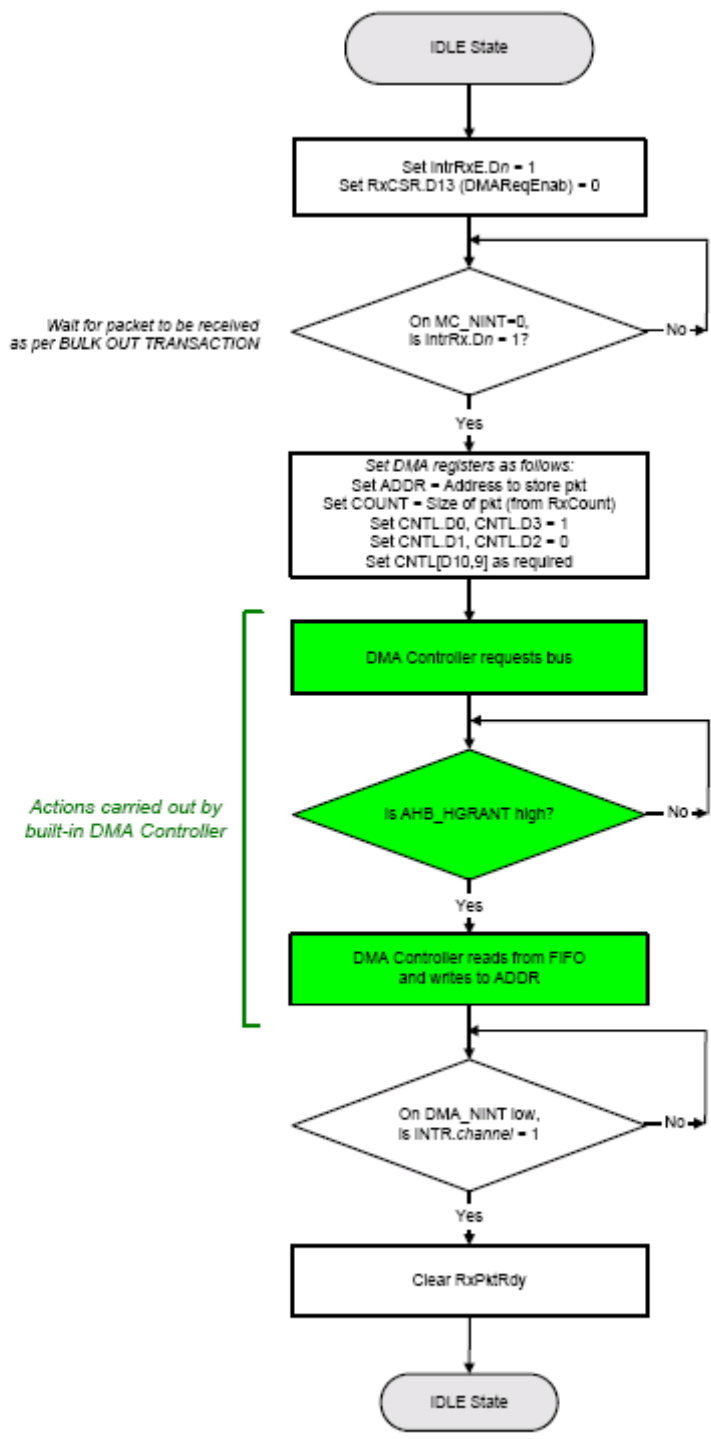 IDLE State
Set IntrRxE.Dn = 1
Set RxCSR.D13 (DMAReqEnab) = 0
Wait for packet to be received
as per BULK OUT TRANSACTION
On MC_NINT=0,
Is IntrRx.Dn = 1?
No
Yes
Set DMA registers as follows:
Set ADDR = Address to store pkt
Set COUNT = Size of pkt (from RxCount)
Set CNTL.D0, CNTL.D3 = 1
Set CNTL.D1, CNTL.D2 = 0
Set CNTL[D10,9] as required
DMA Controller requests bus
Actions carried out by
built-in DMA Controller
Is AHB_HGRANT high?
No
Yes
DMA Controller reads from FIFO
and writes to ADDR
On DMA_NINT low,
Is INTR.channel = 1
No
Yes
Clear RxPktRdy
IDLE State